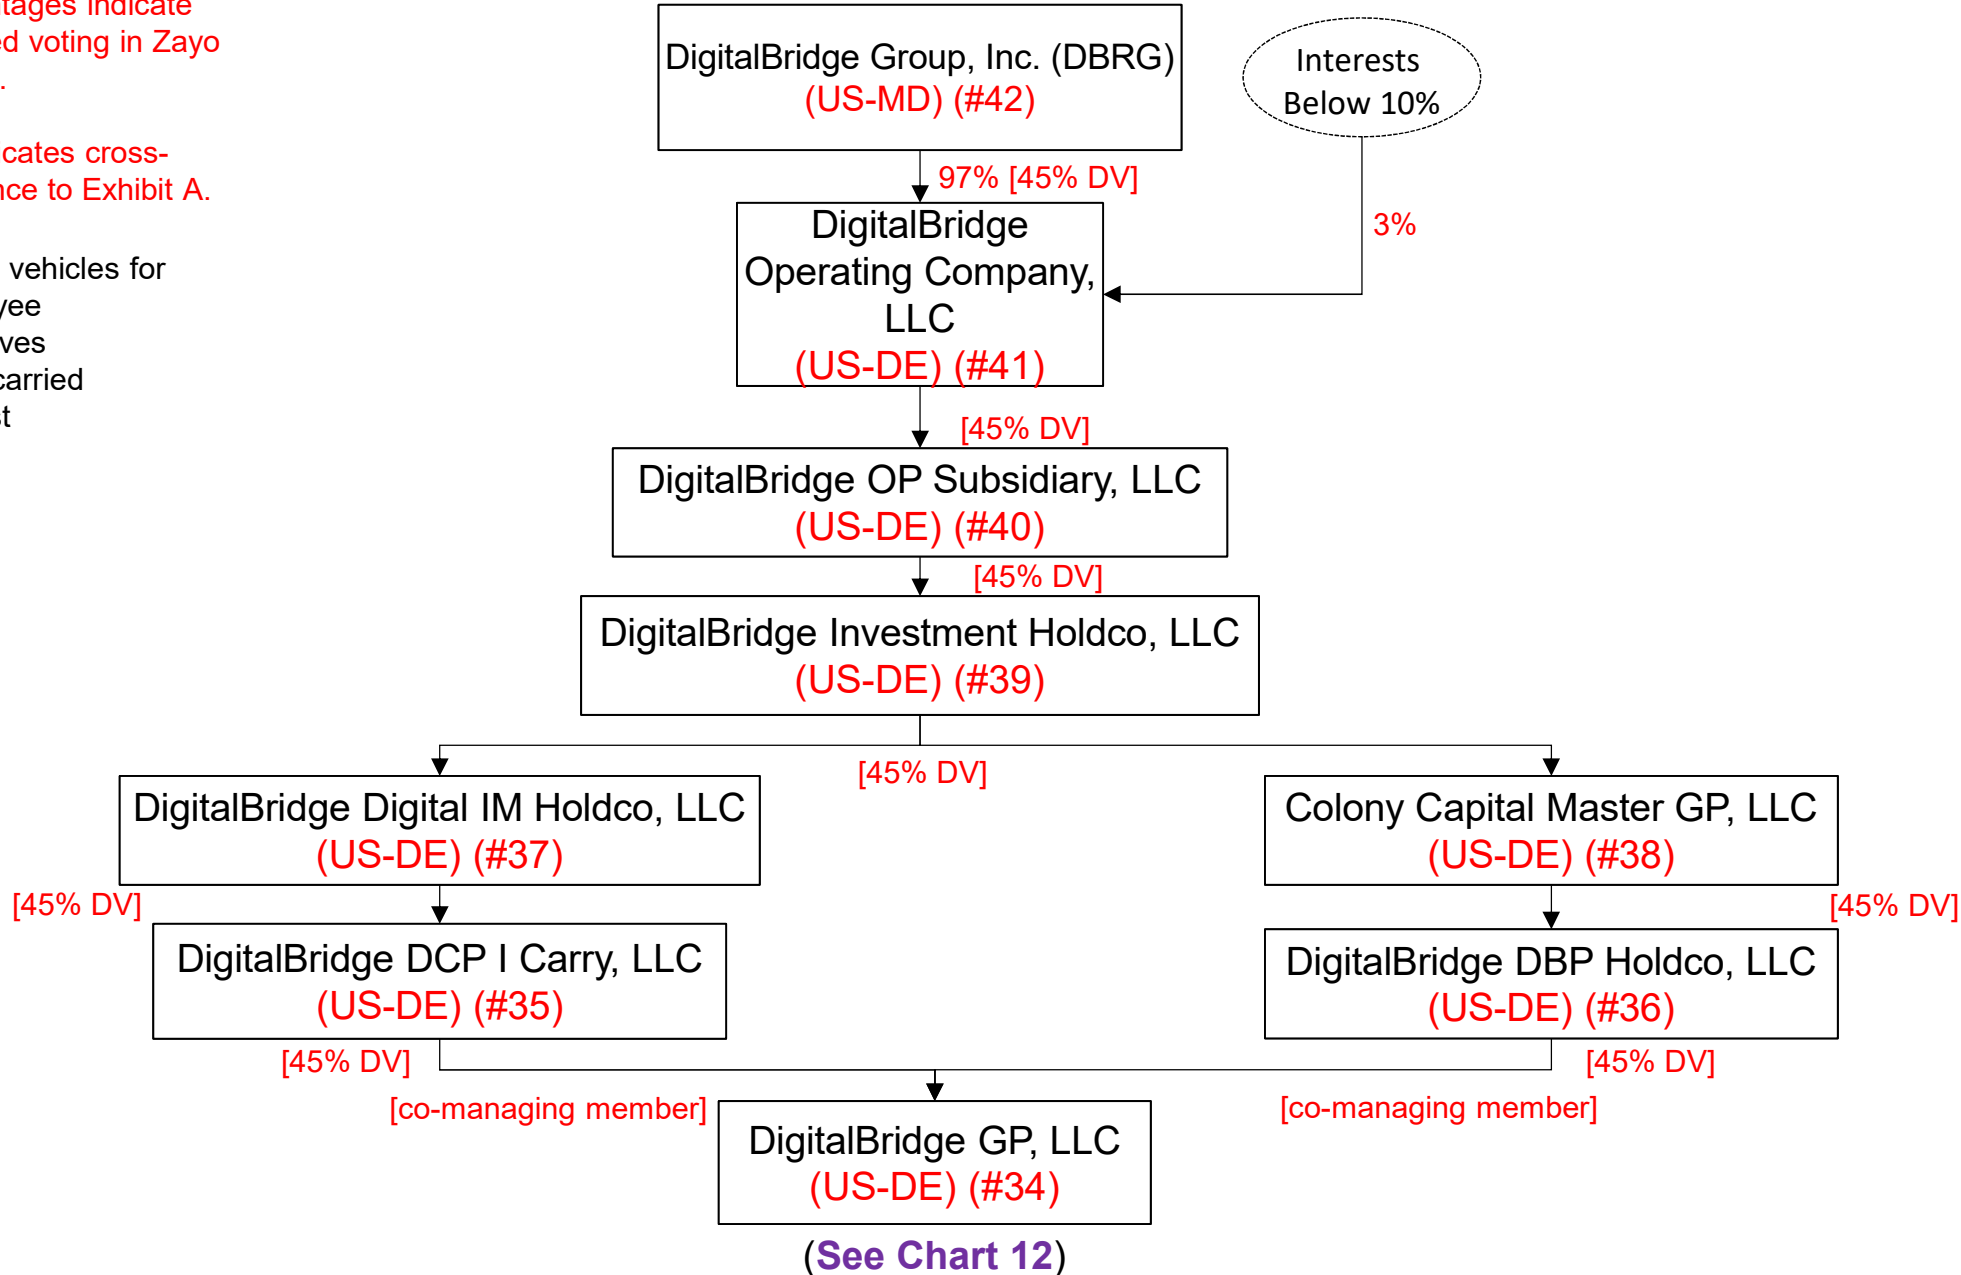 indicate
voting in Zayo
.
cross-
to Exhibit A.
vehicles for
carried
DigitalBridge Group, Inc. (DBRG)
(US-MD) (#42)
Interests
Below 10%
97% [45% DV]
3%
DigitalBridge
Operating Company,
LLC
(US-DE) (#41)
[45% DV]
DigitalBridge OP Subsidiary, LLC
(US-DE) (#40)
[45% DV]
DigitalBridge Investment Holdco, LLC
(US-DE) (#39)
[45% DV]
DigitalBridge Digital IM Holdco, LLC
(US-DE) (#37)
Colony Capital Master GP, LLC
(US-DE) (#38)
[45% DV]
[45% DV]
DigitalBridge DCP I Carry, LLC
(US-DE) (#35)
DigitalBridge DBP Holdco, LLC
(US-DE) (#36)
[45% DV]
[45% DV]
[co-managing member]
[co-managing member]
DigitalBridge GP, LLC
(US-DE) (#34)
(See Chart 12)